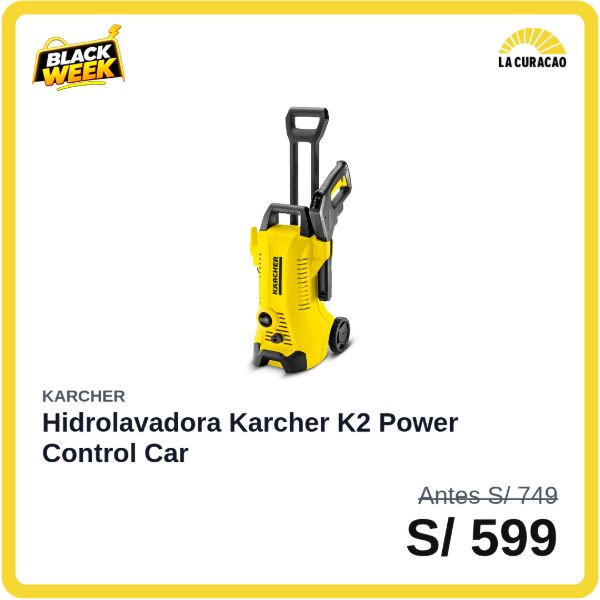 BLACK
WEEK
LA CURACAO
KARCHER
KARCHER
Hidrolavadora Karcher K2 Power
Control Car
Antes S/ 749
S/ 599